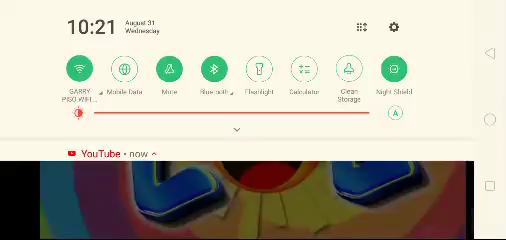 10:21
August 31
Wednesday
GARRY PISO WIFI...
Mobile Data
Mute
Bluetooth
Flashlight
Calculator
Clean Storage
Night Shield
A
YouTube • now